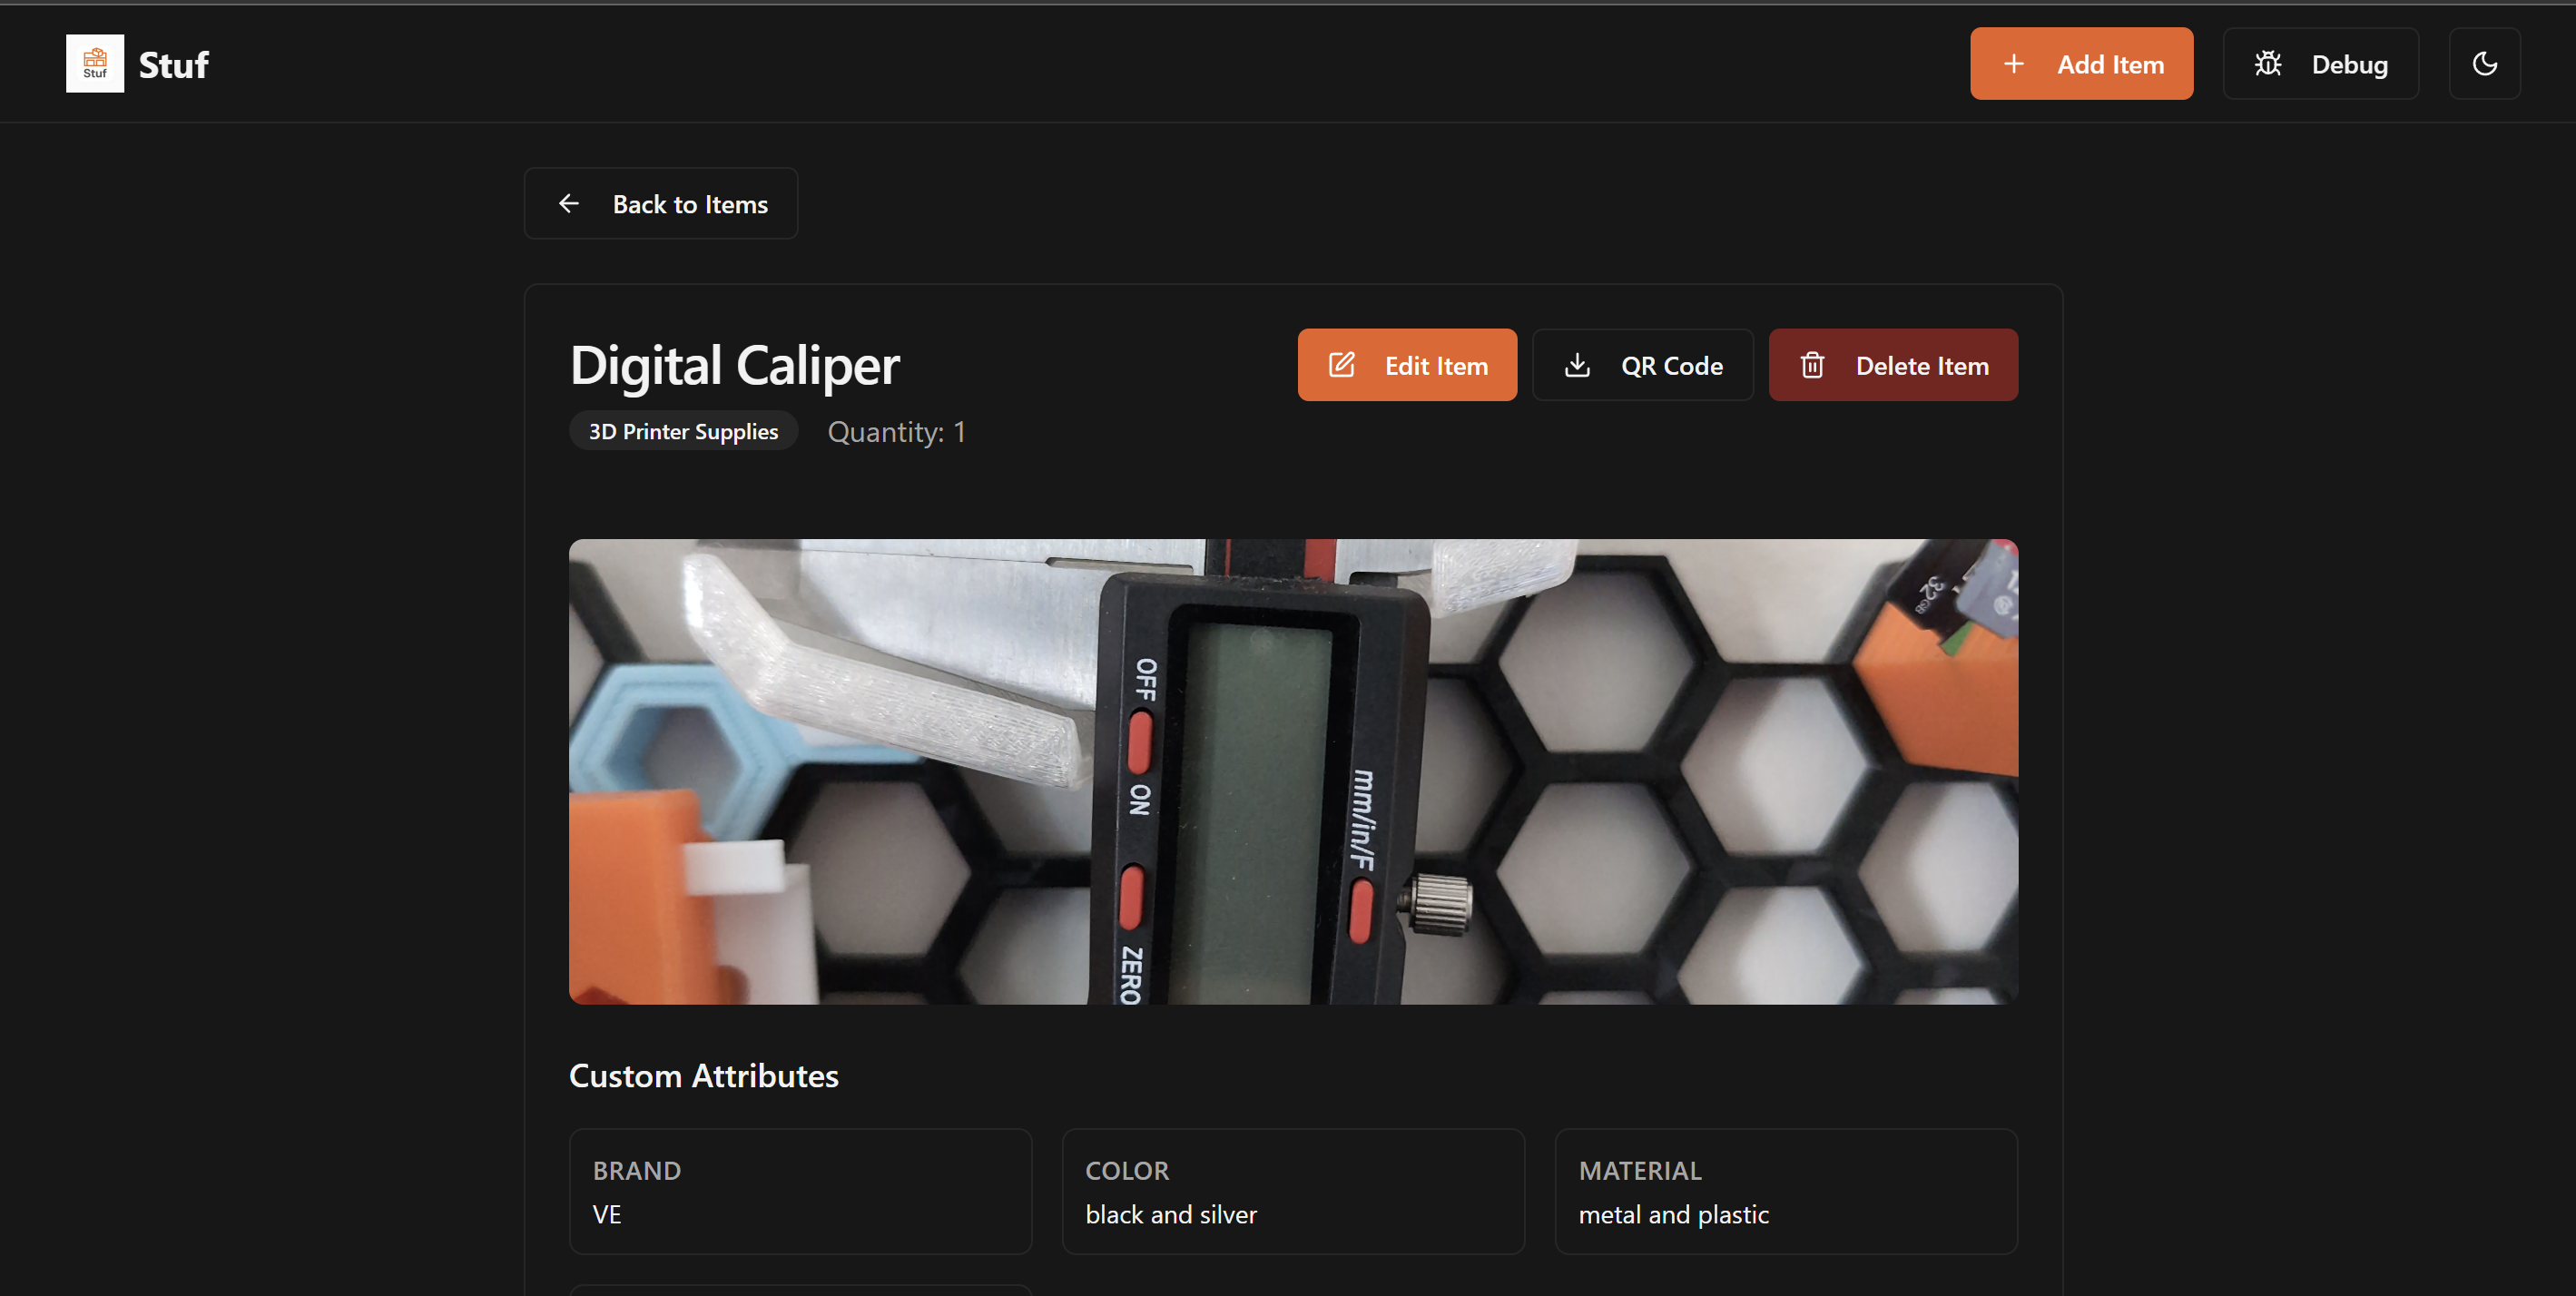 Stuf
Stuf
Add Item
Debug
Back to Items
Digital Caliper
Edit Item
QR Code
Delete Item
3D Printer Supplies
Quantity: 1
OFF
ON
ZERO
mm/in/F
32GB
Custom Attributes
BRAND
VE
COLOR
black and silver
MATERIAL
metal and plastic